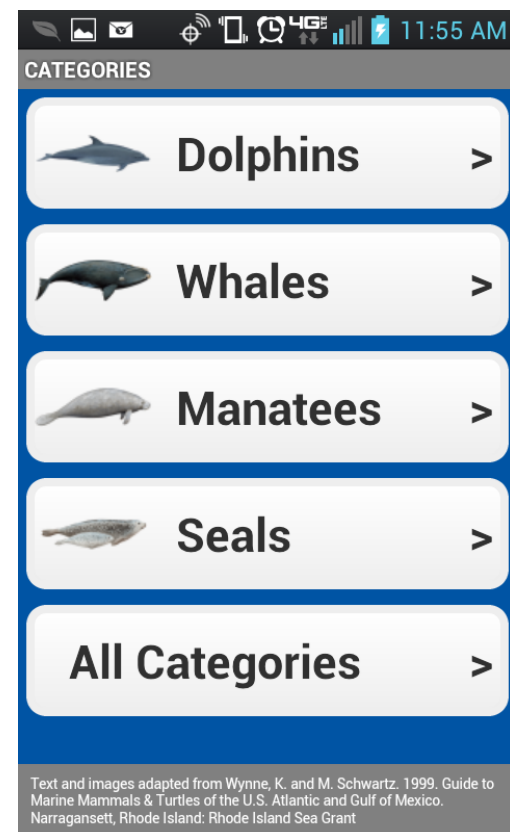 4G 11:55 AM
CATEGORIES
Dolphins >
Whales >
Manatees >
Seals >
All Categories >
Text and images adapted from Wynne, K. and M. Schwartz. 1999. Guide to
Marine Mammals & Turtles of the U.S. Atlantic and Gulf of Mexico.
Narragansett, Rhode Island: Rhode Island Sea Grant